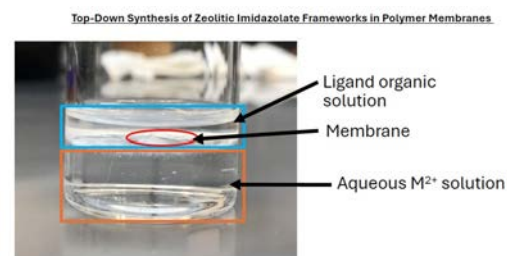 Top-Down Synthesis of Zeolitic Imidazolate Frameworks in Polymer Membranes
Ligand organic
solution
Membrane
Aqueous M²⁺ solution